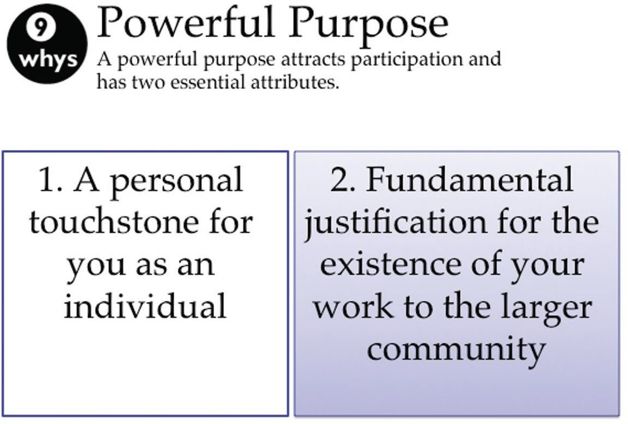 9
whys
Powerful Purpose
A powerful purpose attracts participation and
has two essential attributes.
1. A personal
touchstone for
you as an
individual
2. Fundamental
justification for the
existence of your
work to the larger
community